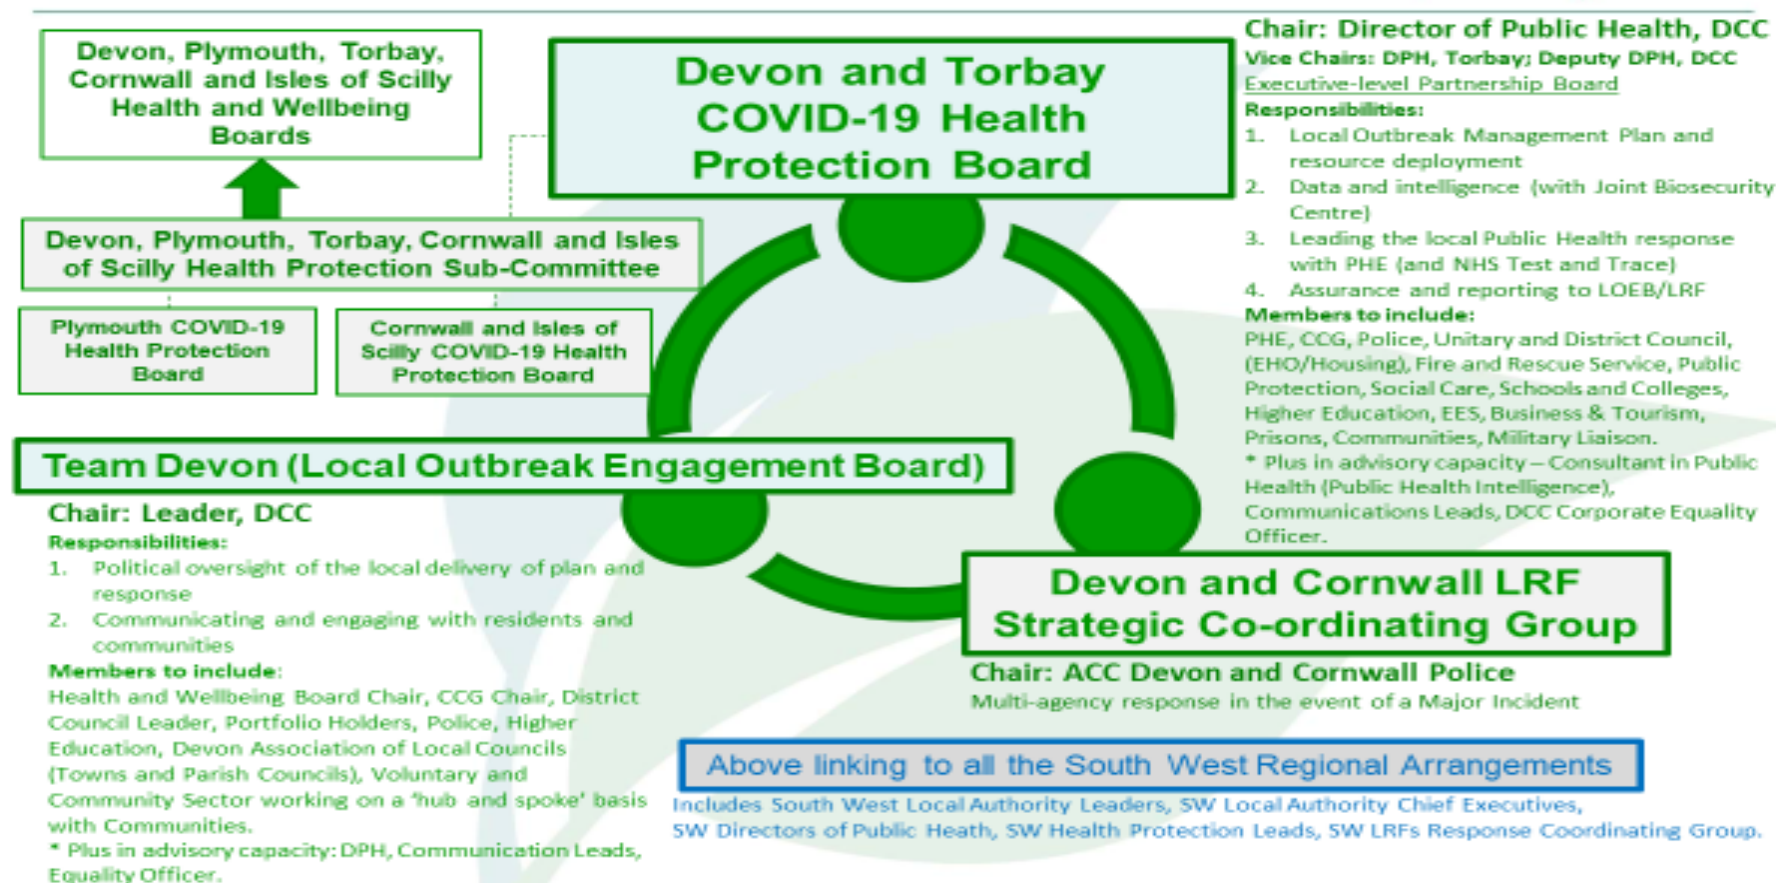 Devon, Plymouth, Torbay,
Cornwall and Isles of Scilly
Health and Wellbeing
Boards
Devon, Plymouth, Torbay, Cornwall and Isles
of Scilly Health Protection Sub-Committee
Plymouth COVID-19
Health Protection
Board
Cornwall and Isles of
Scilly COVID-19 Health
Protection Board
Devon and Torbay
COVID-19 Health
Protection Board
Chair: Director of Public Health, DCC
Vice Chairs: DPH, Torbay; Deputy DPH, DCC
Executive-level Partnership Board
Responsibilities:
1. Local Outbreak Management Plan and
resource deployment
2. Data and intelligence (with Joint Biosecurity
Centre)
3. Leading the local Public Health response
with PHE (and NHS Test and Trace)
4. Assurance and reporting to LOEB/LRF
Members to include:
PHE, CCG, Police, Unitary and District Council,
(EHO/Housing), Fire and Rescue Service, Public
Protection, Social Care, Schools and Colleges,
Higher Education, EES, Business & Tourism,
Prisons, Communities, Military Liaison.
* Plus in advisory capacity – Consultant in Public
Health (Public Health Intelligence),
Communications Leads, DCC Corporate Equality
Officer.
Team Devon (Local Outbreak Engagement Board)
Chair: Leader, DCC
Responsibilities:
1. Political oversight of the local delivery of plan and
response
2. Communicating and engaging with residents and
communities
Members to include:
Health and Wellbeing Board Chair, CCG Chair, District
Council Leader, Portfolio Holders, Police, Higher
Education, Devon Association of Local Councils
(Towns and Parish Councils), Voluntary and
Community Sector working on a 'hub and spoke' basis
with Communities.
* Plus in advisory capacity: DPH, Communication Leads,
Equality Officer.
Devon and Cornwall LRF
Strategic Co-ordinating Group
Chair: ACC Devon and Cornwall Police
Multi-agency response in the event of a Major Incident
Above linking to all the South West Regional Arrangements
Includes South West Local Authority Leaders, SW Local Authority Chief Executives,
SW Directors of Public Heath, SW Health Protection Leads, SW LRFs Response Coordinating Group.